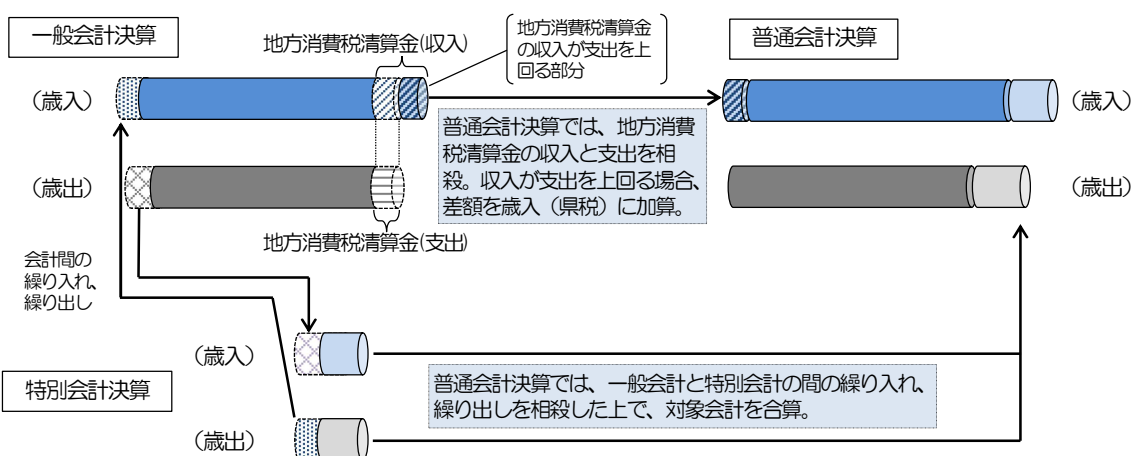 一般会計決算
地方消費税清算金(収入)
地方消費税清算金
の収入が支出を上
回る部分
普通会計決算
（歳入）
（歳入）
普通会計決算では、地方消費
税清算金の収入と支出を相
殺。収入が支出を上回る場合、
差額を歳入（県税）に加算。
（歳出）
（歳出）
地方消費税清算金(支出)
会計間の
繰り入れ、
繰り出し
（歳入）
特別会計決算
普通会計決算では、一般会計と特別会計の間の繰り入れ、
繰り出しを相殺した上で、対象会計を合算。
（歳出）